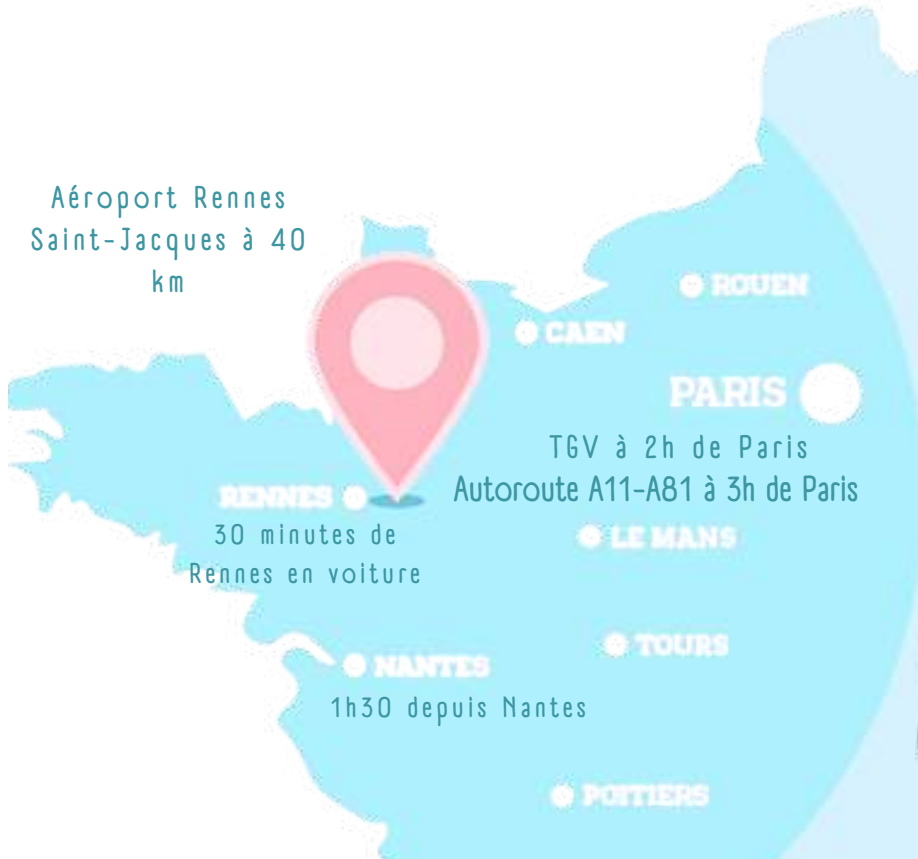 Aéroport Rennes
Saint-Jacques à 40
km
ROUEN
CAEN
PARIS
TGV à 2h de Paris
Autoroute A11-A81 à 3h de Paris
RENNES
30 minutes de
Rennes en voiture
LE MANS
TOURS
NANTES
1h30 depuis Nantes
POITIERS